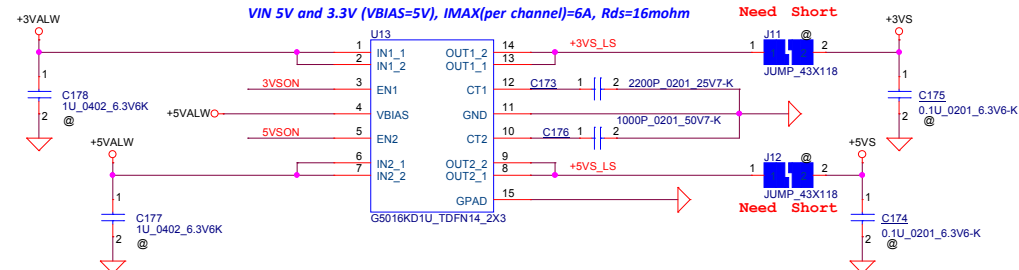 VIN 5V and 3.3V (VBIAS=5V), IMAX(per channel)=6A, Rds=16mohm
Need Short
+3VALW
U13
+3VS_LS
J11
@
+3VS
1
2
IN1_1
IN1_2
OUT1_2
OUT1_1
14
13
1
2
JUMP_43X118
1
C178
1U_0402_6.3V6K
@
2
3VSON
3
EN1
CT1
12
C173
1
2
2200P_0201_25V7-K
1
C175
0.1U_0201_6.3V6-K
@
2
+5VALW
4
VBIAS
GND
11
1000P_0201_50V7-K
5VSON
5
EN2
CT2
10
C176
1
2
+5VALW
6
7
IN2_1
IN2_2
OUT2_2
OUT2_1
9
8
+5VS_LS
J12
@
1
2
JUMP_43X118
+5VS
GPAD
15
Need Short
1
C177
1U_0402_6.3V6K
@
2
G5016KD1U_TDFN14_2X3
1
C174
0.1U_0201_6.3V6-K
@
2